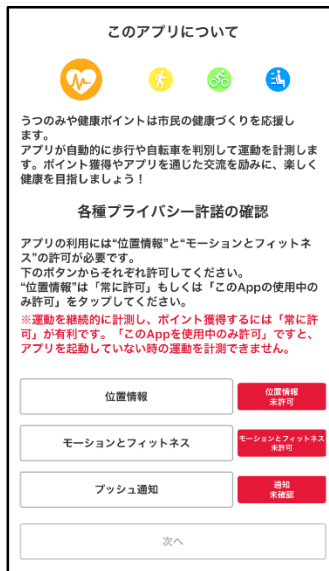 このアプリについて
うつのみや健康ポイントは市民の健康づくりを応援し
ます。
アプリが自動的に歩行や自転車を判別して運動を計測しま
す。ポイント獲得やアプリを通じた交流を励みに、楽しく
健康を目指しましょう！
各種プライバシー許諾の確認
アプリの利用には“位置情報”と“モーションとフィットネ
ス”の許可が必要です。
下のボタンからそれぞれ許可してください。
“位置情報”は「常に許可」もしくは「このAppの使用中の
み許可」をタップしてください。
※運動を継続的に計測し、ポイント獲得するには「常に許
可」が有利です。「このAppを使用中のみ許可」ですと、
アプリを起動していない時の運動を計測できません。
位置情報
位置情報
未許可
モーションとフィットネス
モーションとフィットネス
未許可
プッシュ通知
通知
未確認
次へ